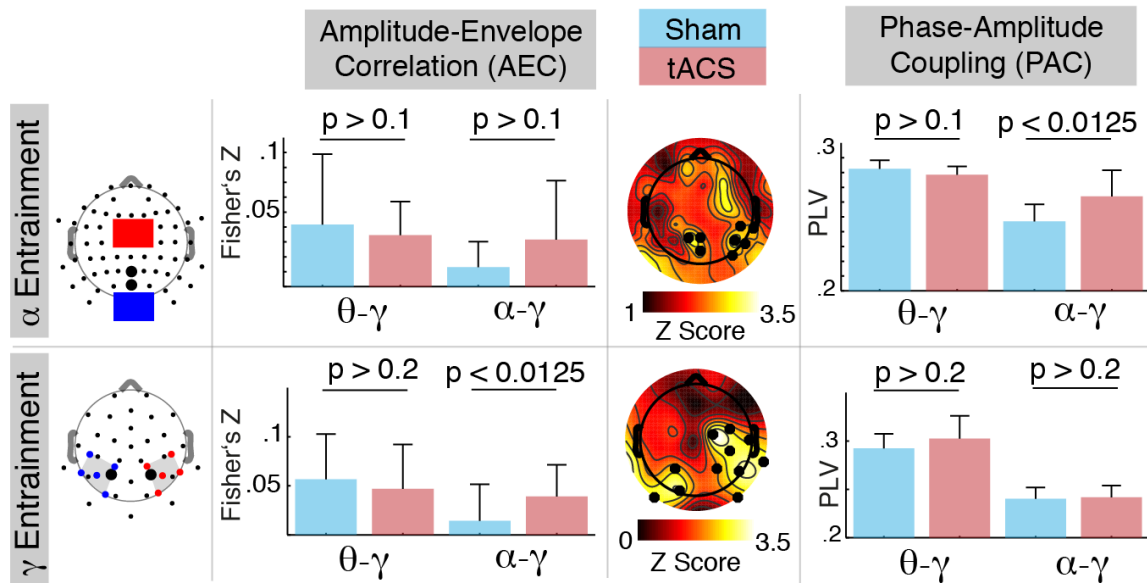 Amplitude-Envelope
Correlation (AEC)
Sham
tACS
Phase-Amplitude
Coupling (PAC)
α Entrainment
Fisher‘s Z
.1
.05
p > 0.1
p > 0.1
θ-γ
α-γ
1
3.5
Z Score
PLV
.3
.2
p > 0.1
p < 0.0125
θ-γ
α-γ
γ Entrainment
Fisher‘s Z
.1
.05
p > 0.2
p < 0.0125
θ-γ
α-γ
0
3.5
Z Score
PLV
.3
.2
p > 0.2
p > 0.2
θ-γ
α-γ